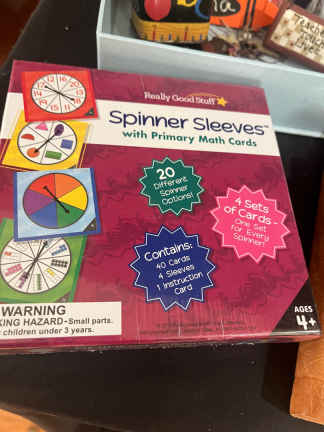 Really Good Stuff
Spinner Sleeves™
with Primary Math Cards
20
Different
Spinner
Options!
4 Sets
of Cards -
One Set
for Every
Spinner!
Contains:
40 Cards
4 Sleeves
1 Instruction
Card
WARNING
KING HAZARD-Small parts.
children under 3 years.
AGES
4+